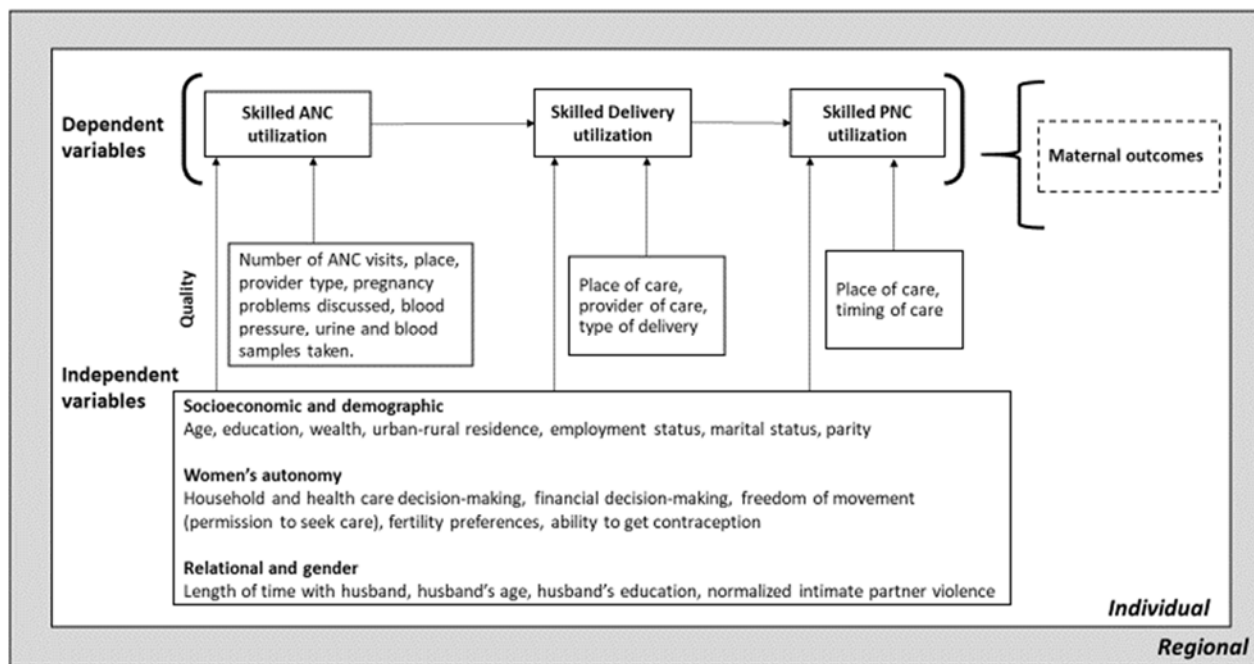 Dependent
variables
Skilled ANC
utilization
Skilled Delivery
utilization
Skilled PNC
utilization
Maternal outcomes
Quality
Number of ANC visits, place,
provider type, pregnancy
problems discussed, blood
pressure, urine and blood
samples taken.
Place of care,
provider of care,
type of delivery
Place of care,
timing of care
Independent
variables
Socioeconomic and demographic
Age, education, wealth, urban-rural residence, employment status, marital status, parity
Women's autonomy
Household and health care decision-making, financial decision-making, freedom of movement
(permission to seek care), fertility preferences, ability to get contraception
Relational and gender
Length of time with husband, husband's age, husband's education, normalized intimate partner violence
Individual
Regional